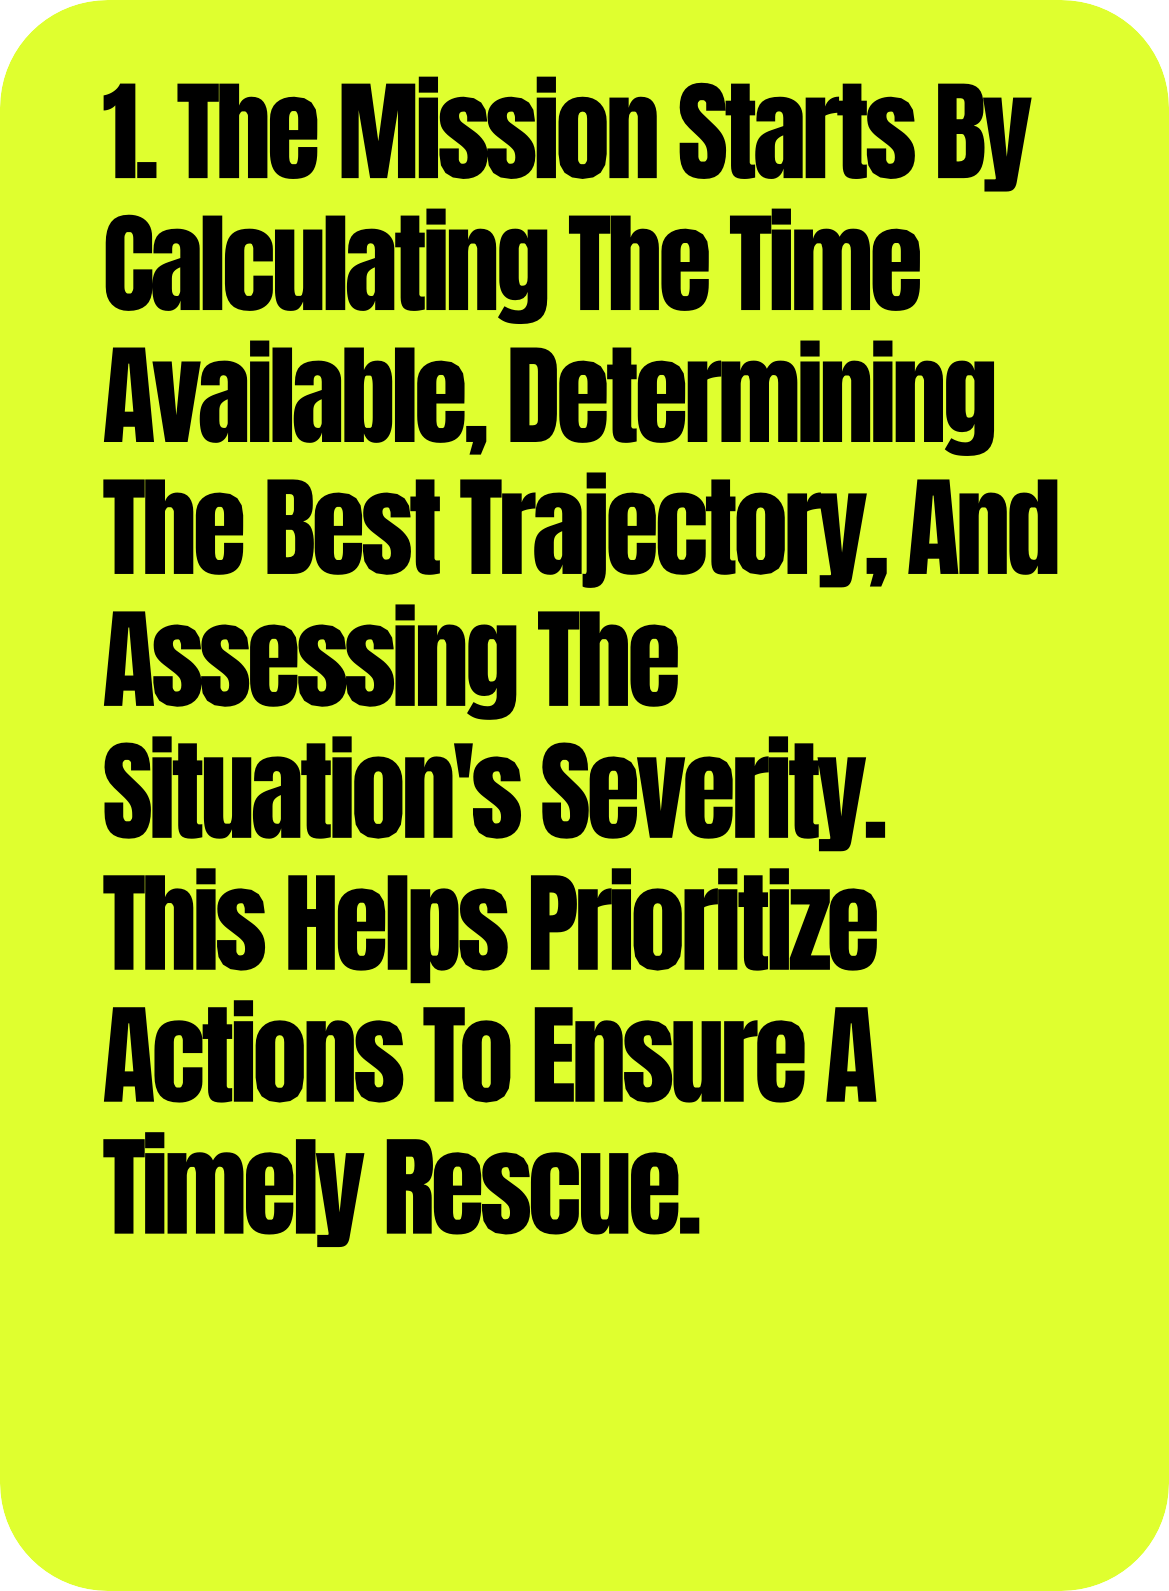 1. The Mission Starts By
Calculating The Time
Available, Determining
The Best Trajectory, And
Assessing The
Situation's Severity.
This Helps Prioritize
Actions To Ensure A
Timely Rescue.